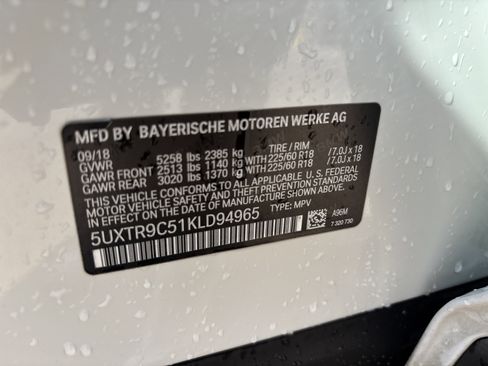 MFD BY BAYERISCHE MOTOREN WERKE AG
09/18 TIRE / RIM
GVWR 5258 lbs 2385 kg
GAWR FRONT 2513 lbs 1140 kg WITH 225/60 R18 /7.0J x 18
GAWR REAR 3020 lbs 1370 kg WITH 225/60 R18 /7.0J x 18
THIS VEHICLE CONFORMS TO ALL APPLICABLE U.S. FEDERAL
MOTOR VEHICLE SAFETY AND THEFT PREVENTION STANDARDS
IN EFFECT ON THE DATE OF MANUFACTURE SHOWN ABOVE.
5UXTR9C51KLD94965 TYPE: MPV
A96M
7 320 730